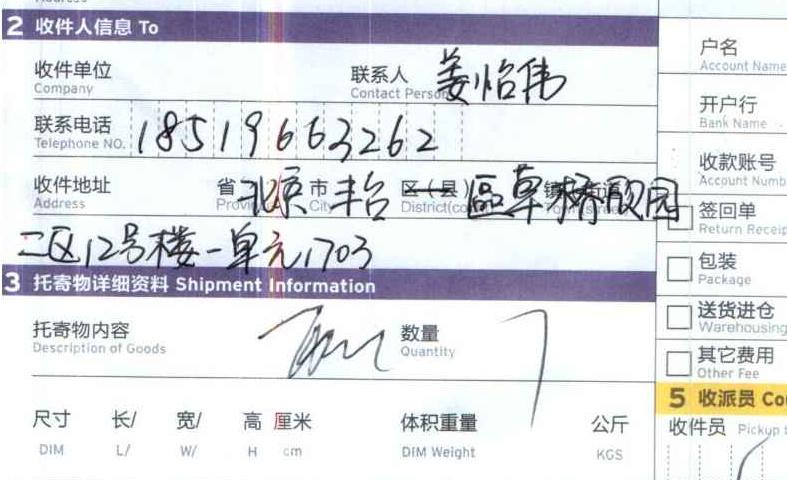 2 收件人信息 To
收件单位 联系人 姜怡伟 户名
Company Contact Person Account Name
联系电话 18519663262 开户行
Telephone NO. Bank Name
收款账号
Account Numb
收件地址 省 北京 市 丰台 区(县) 區草桥欣园
Address Provi City District(co
签回单
Return Receip
二区12号楼一单元1703
包装
Package
3 托寄物详细资料 Shipment Information
送货进仓
Warehousing
托寄物内容 数量 1
Description of Goods Quantity
其它费用
Other Fee
5 收派员 Cou
尺寸 长/ 宽/ 高 厘米 体积重量 公斤 收件员 Pickup
DIM L/ W/ H cm DIM Weight KGS